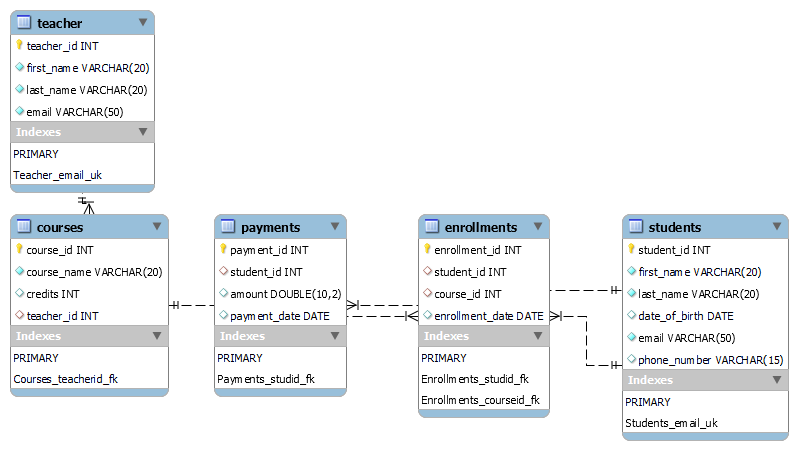 teacher
teacher_id INT
first_name VARCHAR(20)
last_name VARCHAR(20)
email VARCHAR(50)
Indexes
PRIMARY
Teacher_email_uk
courses
course_id INT
course_name VARCHAR(20)
credits INT
teacher_id INT
Indexes
PRIMARY
Courses_teacherid_fk
payments
payment_id INT
student_id INT
amount DOUBLE(10,2)
payment_date DATE
Indexes
PRIMARY
Payments_studid_fk
enrollments
enrollment_id INT
student_id INT
course_id INT
enrollment_date DATE
Indexes
PRIMARY
Enrollments_studid_fk
Enrollments_courseid_fk
students
student_id INT
first_name VARCHAR(20)
last_name VARCHAR(20)
date_of_birth DATE
email VARCHAR(50)
phone_number VARCHAR(15)
Indexes
PRIMARY
Students_email_uk